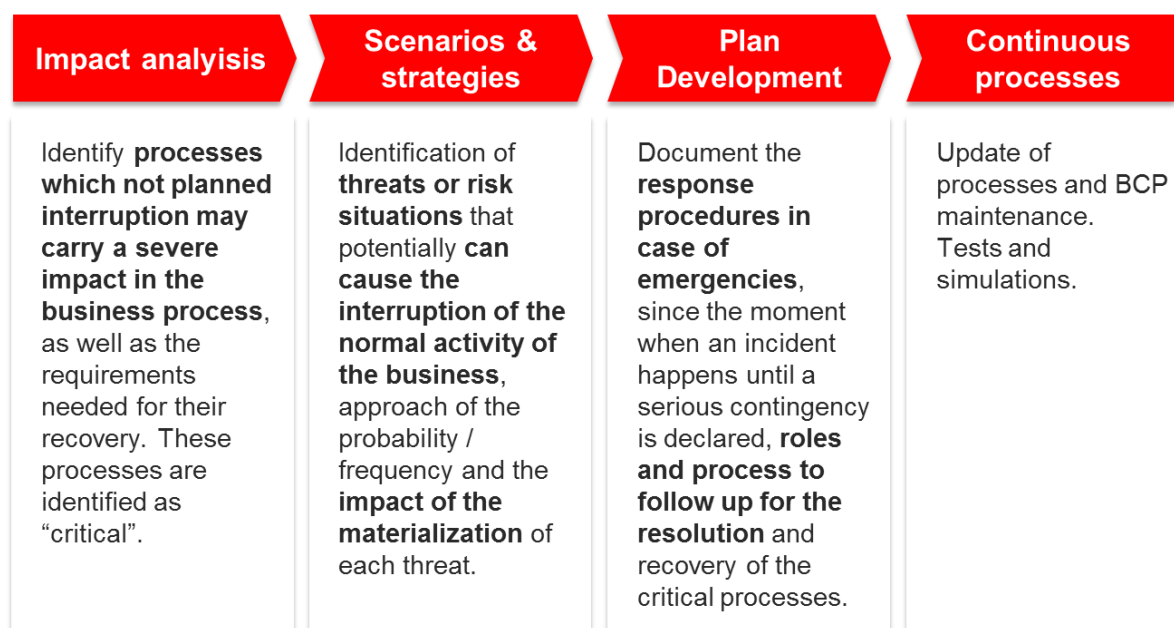 Impact analyisis
Scenarios &
strategies
Plan
Development
Continuous
processes
Identify processes
which not planned
interruption may
carry a severe
impact in the
business process,
as well as the
requirements
needed for their
recovery. These
processes are
identified as
“critical”.
Identification of
threats or risk
situations that
potentially can
cause the
interruption of the
normal activity of
the business,
approach of the
probability /
frequency and the
impact of the
materialization of
each threat.
Document the
response
procedures in
case of
emergencies,
since the moment
when an incident
happens until a
serious contingency
is declared, roles
and process to
follow up for the
resolution and
recovery of the
critical processes.
Update of
processes and BCP
maintenance.
Tests and
simulations.